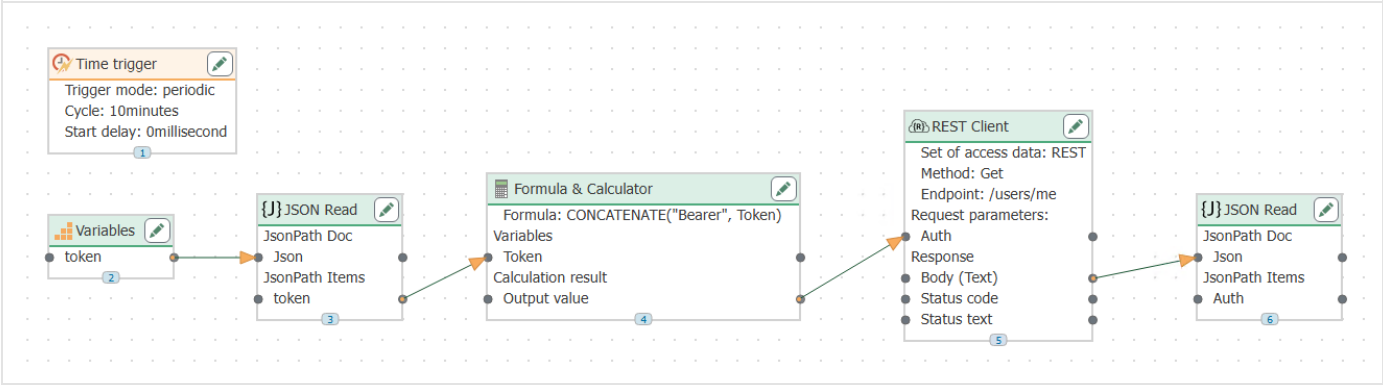 Time trigger
Trigger mode: periodic
Cycle: 10minutes
Start delay: 0millisecond
1
Variables
token
2
{J} JSON Read
JsonPath Doc
Json
JsonPath Items
token
3
Formula & Calculator
Formula: CONCATENATE("Bearer", Token)
Variables
Token
Calculation result
Output value
4
{R} REST Client
Set of access data: REST
Method: Get
Endpoint: /users/me
Request parameters:
Auth
Response
Body (Text)
Status code
Status text
5
{J} JSON Read
JsonPath Doc
Json
JsonPath Items
Auth
6